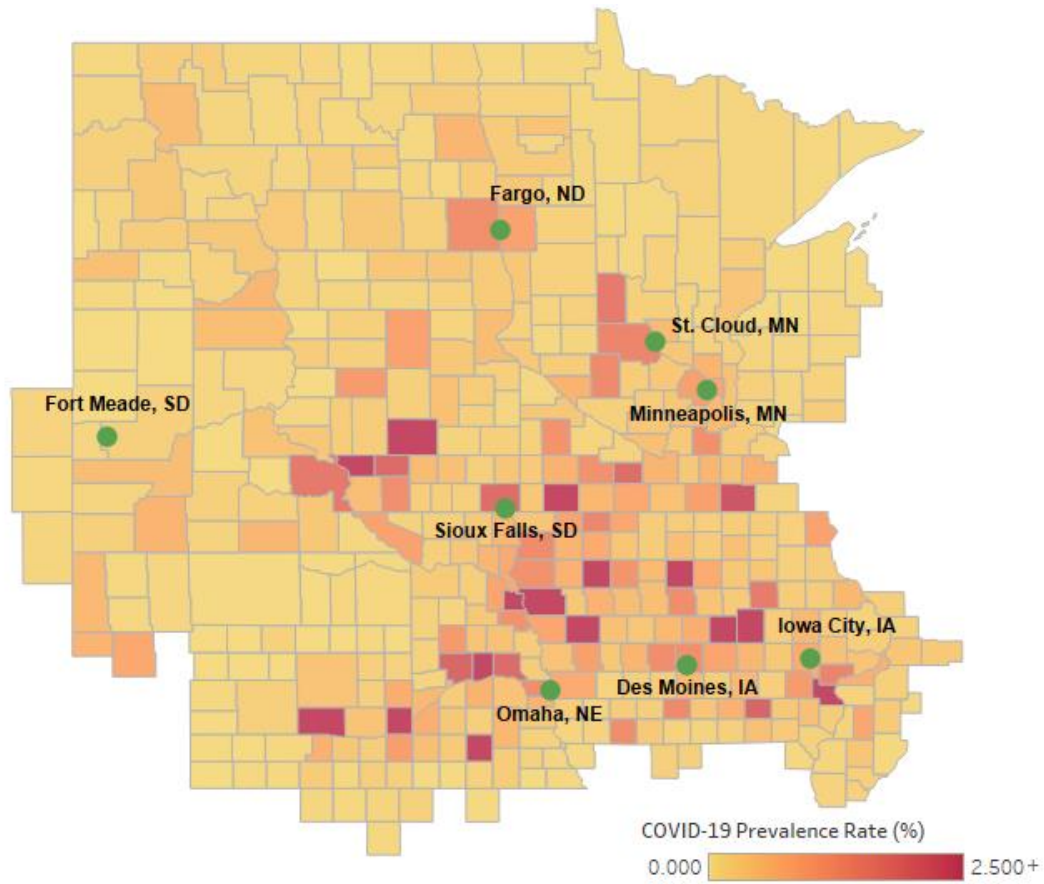 Fargo, ND
St. Cloud, MN
Fort Meade, SD
Minneapolis, MN
Sioux Falls, SD
Iowa City, IA
Des Moines, IA
Omaha, NE
COVID-19 Prevalence Rate (%)
0.000 2.500+